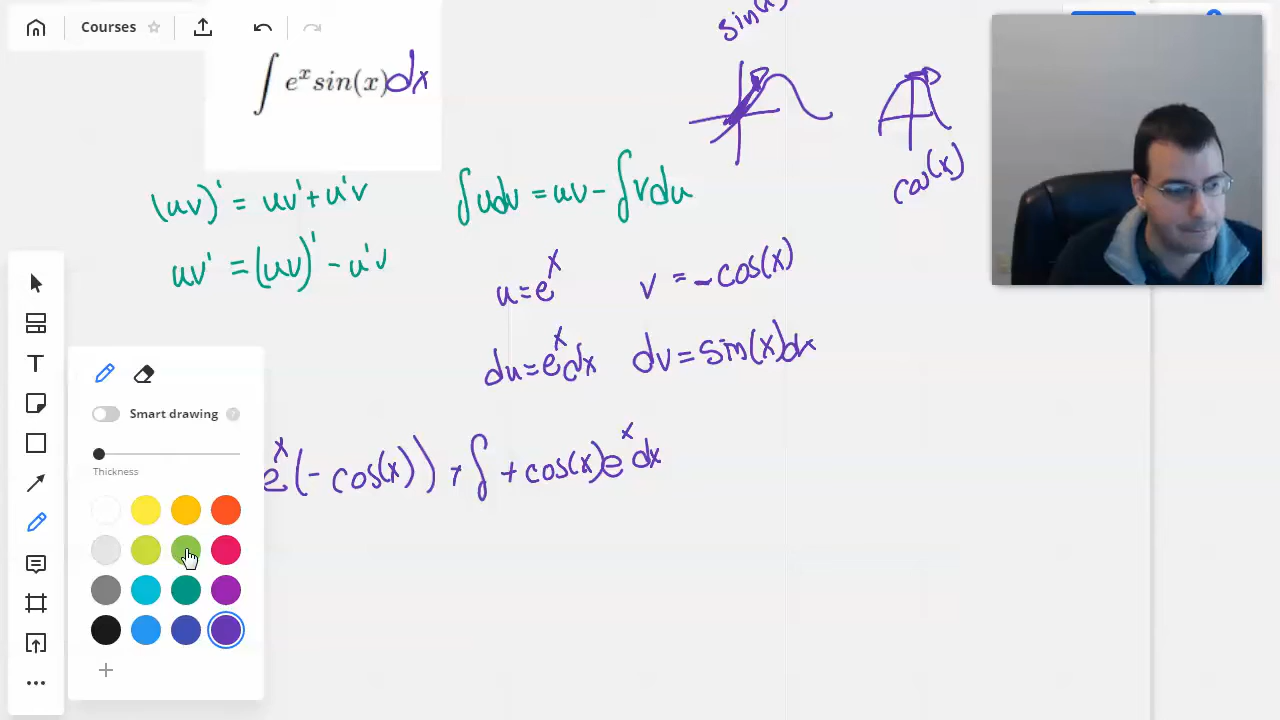 Courses
sin(x)
∫ e^x sin(x)dx
cos(x)
(uv)' = uv' + u'v
∫udv = uv - ∫vdu
uv' = (uv)' - u'v
u = e^x
v = -cos(x)
du = e^x dx
dv = sin(x)dx
Smart drawing ?
Thickness
e^x (- cos(x)) + ∫ + cos(x)e^x dx
T